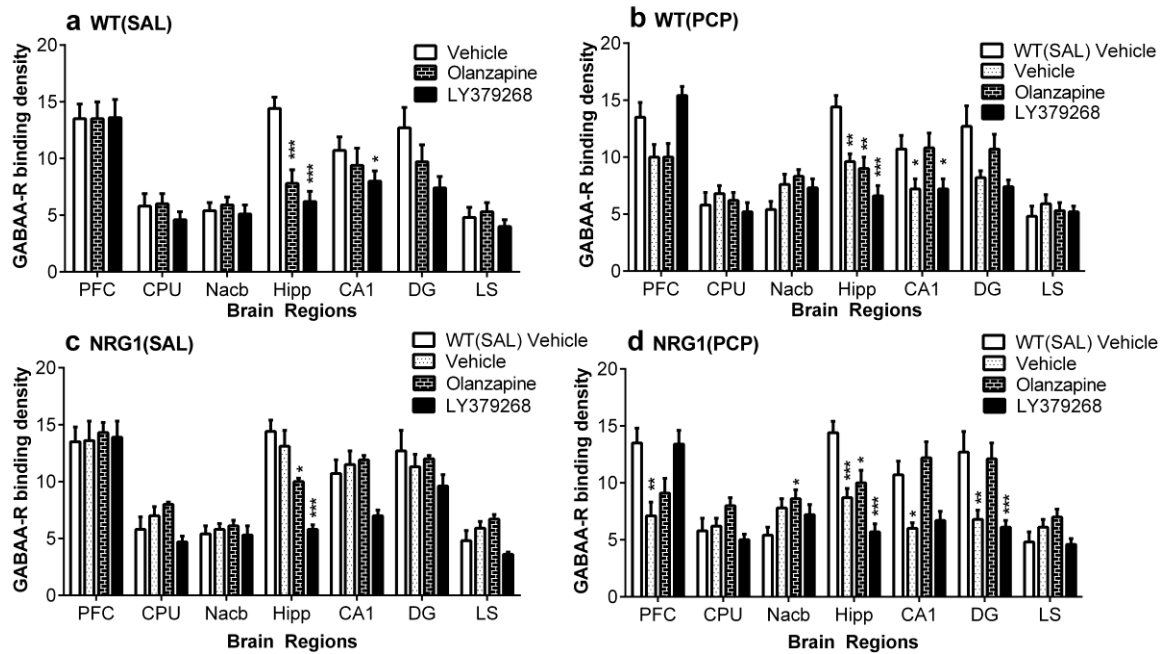 a WT(SAL)
Vehicle
Olanzapine
LY379268
GABAA-R binding density
20
15
10
5
0
***
***
*
PFC CPU Nacb Hipp CA1 DG LS
Brain Regions
b WT(PCP)
WT(SAL) Vehicle
Vehicle
Olanzapine
LY379268
GABAA-R binding density
20
15
10
5
0
**
**
***
*
*
PFC CPU Nacb Hipp CA1 DG LS
Brain Regions
c NRG1(SAL)
WT(SAL) Vehicle
Vehicle
Olanzapine
LY379268
GABAA-R binding density
20
15
10
5
0
*
***
PFC CPU Nacb Hipp CA1 DG LS
Brain Regions
d NRG1(PCP)
WT(SAL) Vehicle
Vehicle
Olanzapine
LY379268
GABAA-R binding density
20
15
10
5
0
**
*
***
*
***
*
**
***
PFC CPU Nacb Hipp CA1 DG LS
Brain Regions